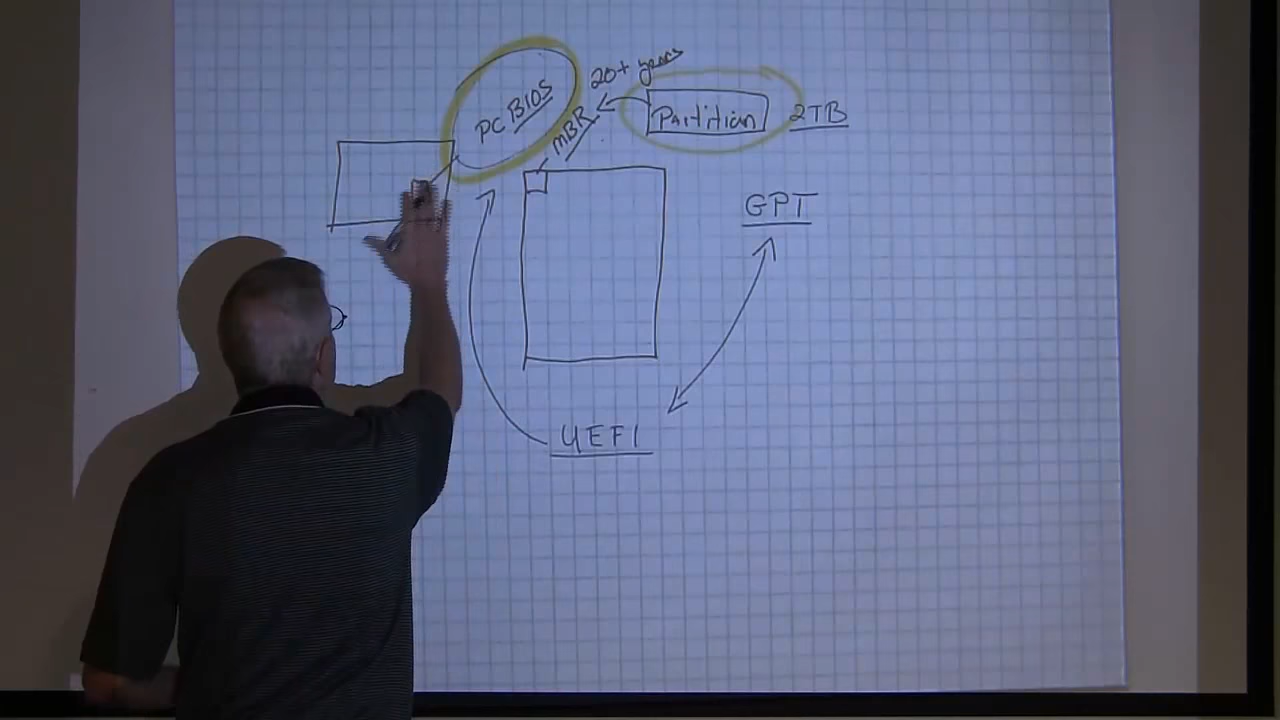 20+ years
PC BIOS
MBR
Partition
2TB
GPT
UEFI